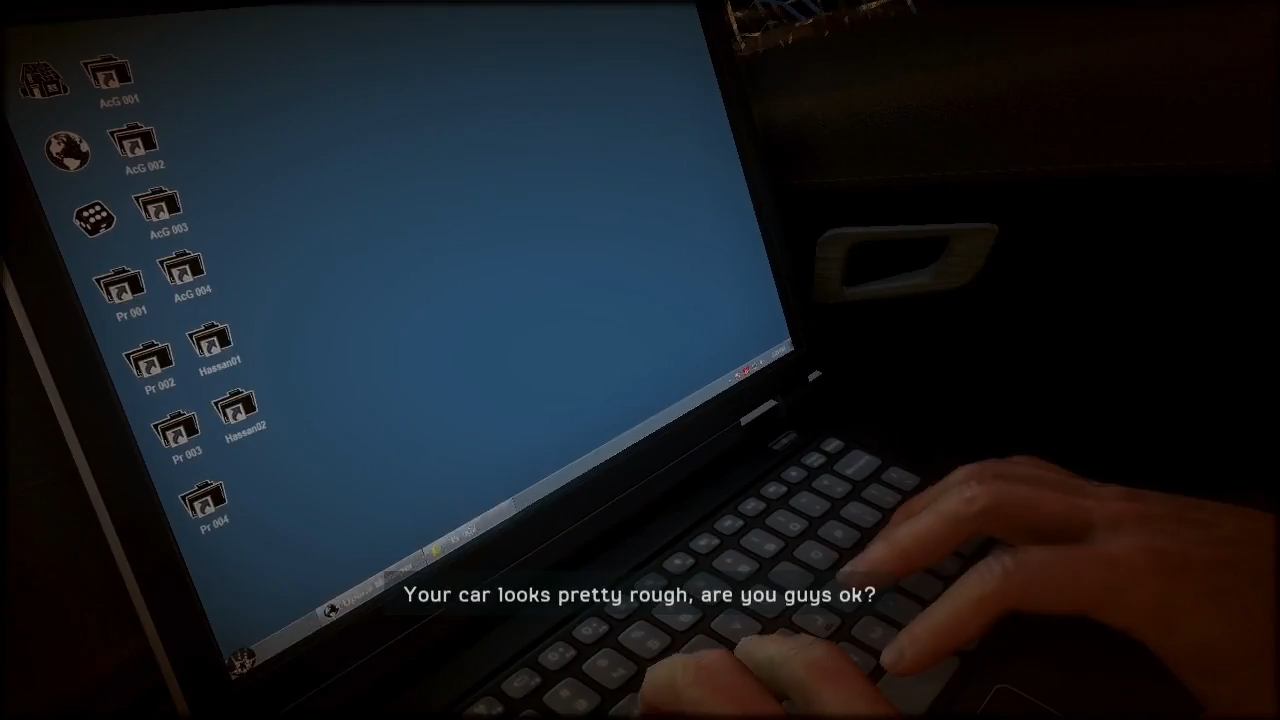 AcG 001
AcG 002
AcG 003
Pr 001
AcG 004
Pr 002
Hassan01
Pr 003
Hassan02
Pr 004
Your car looks pretty rough, are you guys ok?